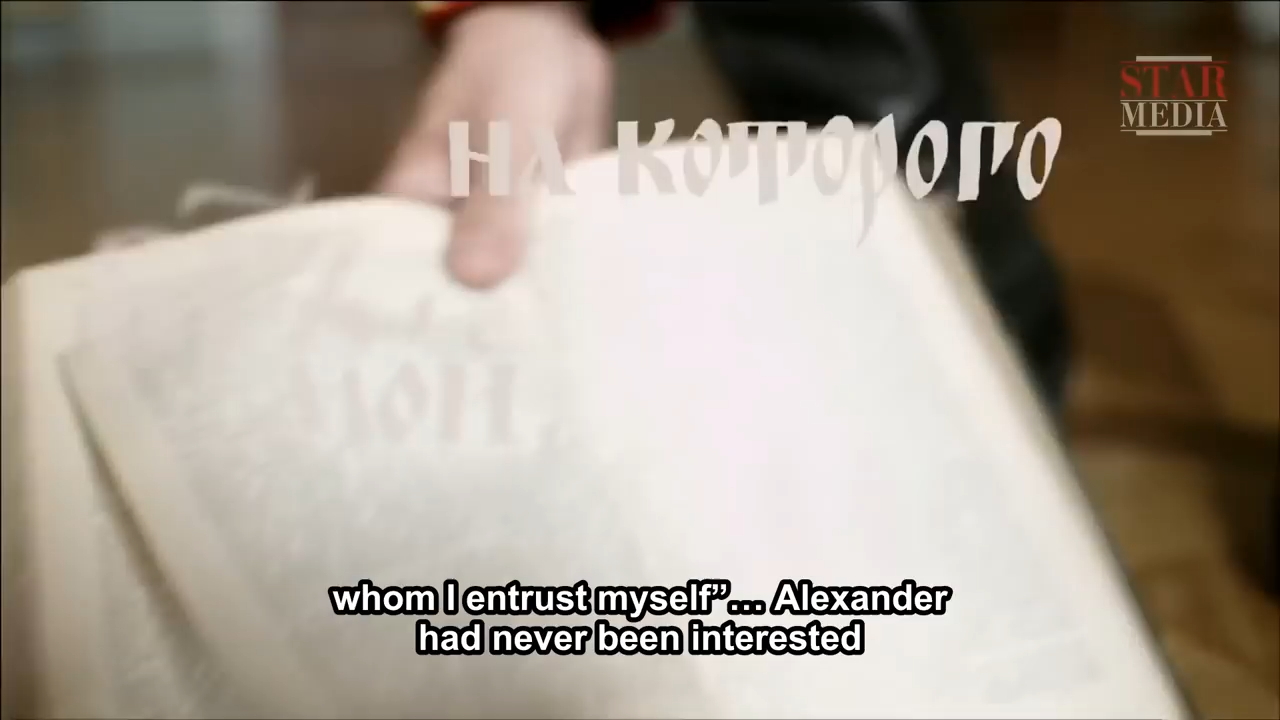 STAR
MEDIA
на которого
whom I entrust myself”... Alexander
had never been interested